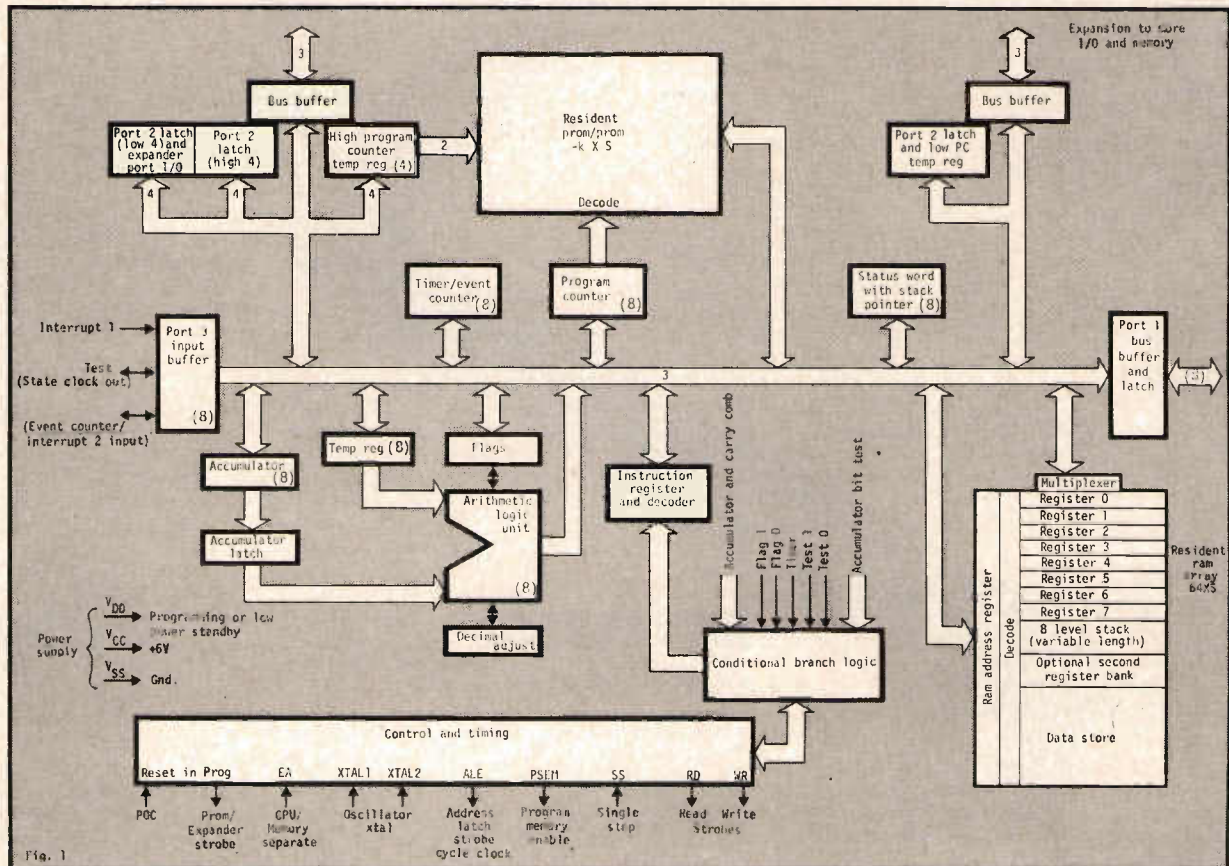 3
3
Expansion to more
I/O and memory
Bus buffer
Bus buffer
Port 2 latch
(low 4) and
expander
port I/O
Port 2
latch
(high 4)
High program
counter
temp reg (4)
2
Resident
prom/prom
-k X S
Decode
Port 2 latch
and low PC
temp reg
4
4
4
Timer/event
counter
(8)
Program
counter
(8)
Status word
with stack
pointer (8)
Interrupt 1
Test
(State clock out)
(Event counter/
interrupt 2 input)
Port 3
input
buffer
(8)
3
Port 1
bus
buffer
and
latch
Accumulator
(8)
Temp reg (8)
Flags
Accumulator
latch
Arithmetic
logic
unit
(8)
Decimal
adjust
Instruction
register
and decoder
Accumulator and carry comb
Flag 1
Flag 0
Timer
Test 1
Test 0
Accumulator bit test
Conditional branch logic
Multiplexer
Ram address register
Decode
Register 0
Register 1
Register 2
Register 3
Register 4
Register 5
Register 6
Register 7
8 level stack
(variable length)
Optional second
register bank
Data store
Resident
ram
array
64XS
Power
supply
VDD
Programming or low
power standby
VCC
+6V
VSS
Gnd.
Control and timing
Reset in Prog EA XTAL1 XTAL2 ALE PSEM SS RD WR
POC
Prom/
Expander
strobe
CPU/
Memory
separate
Oscillator
xtal
Address
latch
strobe
cycle clock
Program
memory
enable
Single
step
Read Write
Strobes
Fig. 1